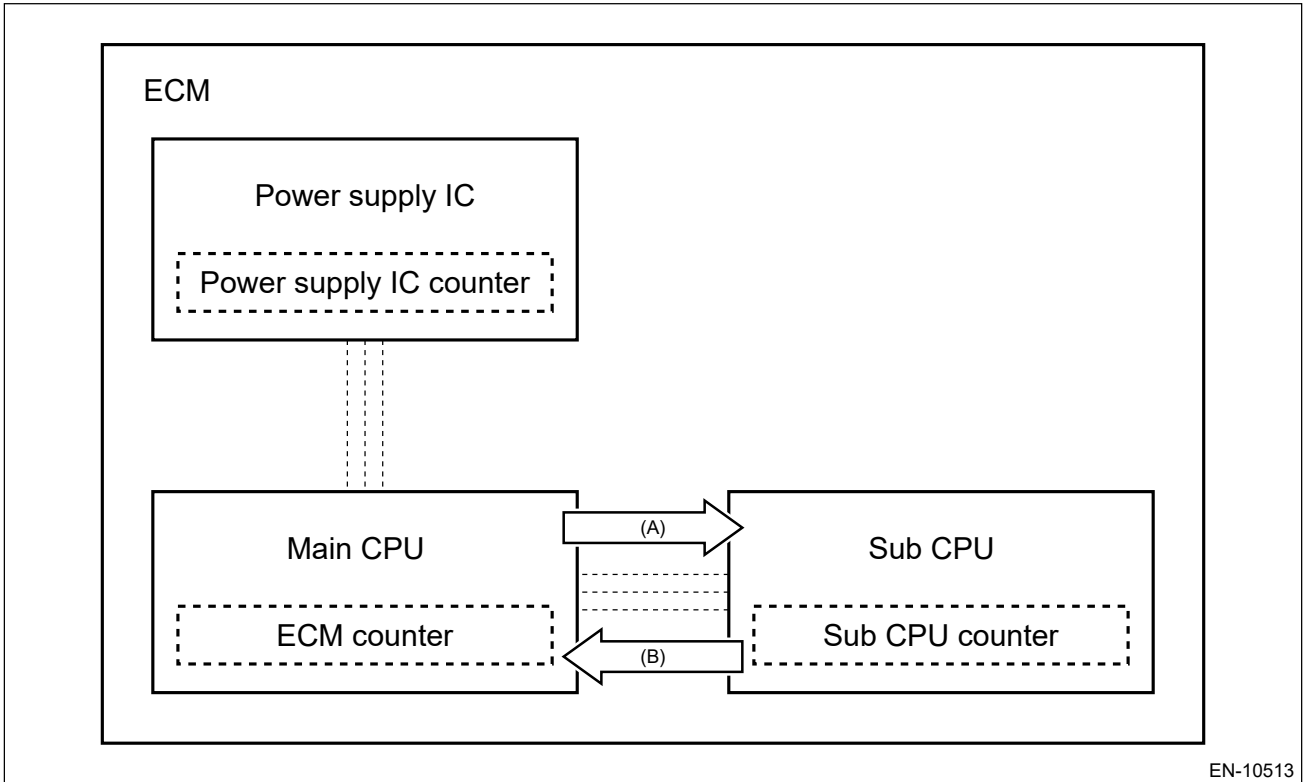 ECM
Power supply IC
Power supply IC counter
Main CPU
(A)
Sub CPU
ECM counter
(B)
Sub CPU counter
EN-10513